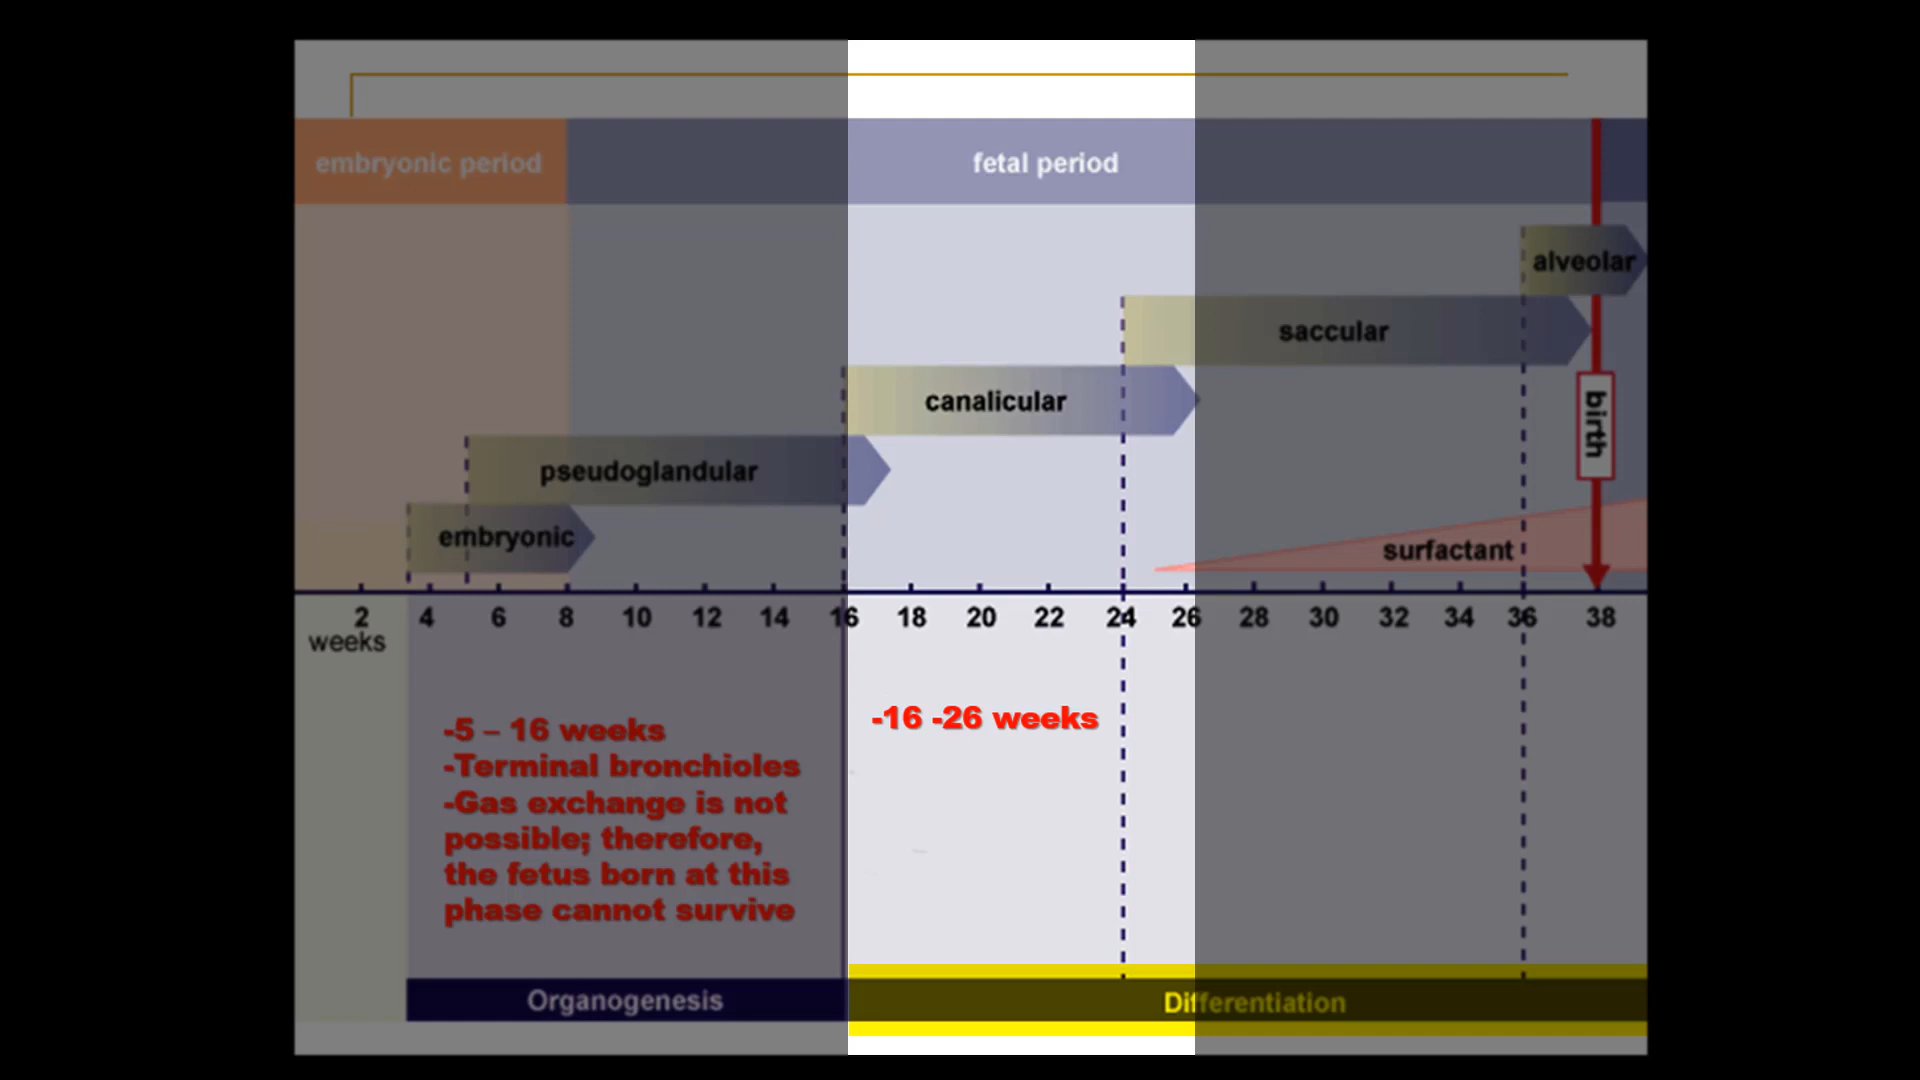 embryonic period
fetal period
alveolar
saccular
canalicular
pseudoglandular
embryonic
birth
surfactant
2 4 6 8 10 12 14 16 18 20 22 24 26 28 30 32 34 36 38
weeks
-5 – 16 weeks
-Terminal bronchioles
-Gas exchange is not
possible; therefore,
the fetus born at this
phase cannot survive
-16 -26 weeks
Organogenesis
Differentiation